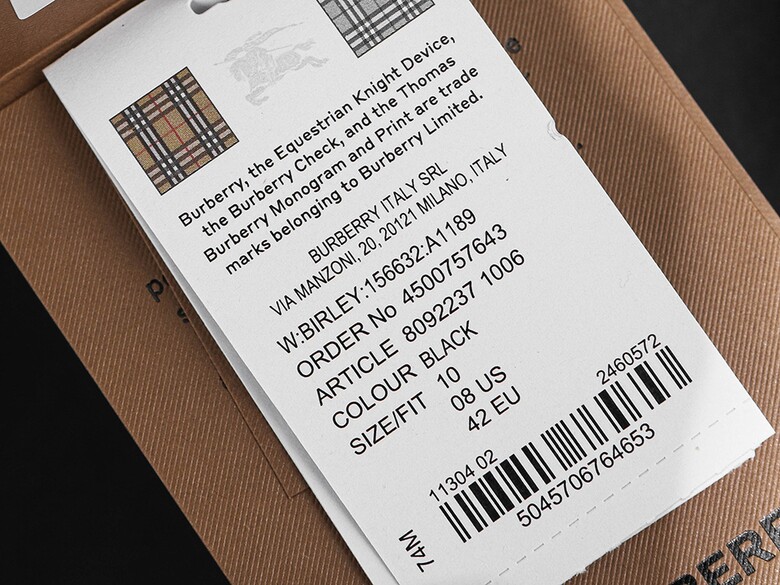 Burberry, the Equestrian Knight Device,
the Burberry Check, and the Thomas
Burberry Monogram and Print are trade
marks belonging to Burberry Limited.
BURBERRY ITALY SRL
VIA MANZONI, 20, 20121 MILANO, ITALY
W:BIRLEY:156632:A1189
ORDER No 4500757643
ARTICLE 8092237 1006
COLOUR BLACK
SIZE/FIT 10
08 US
42 EU
11304 02
2460572
5045706764653
74M